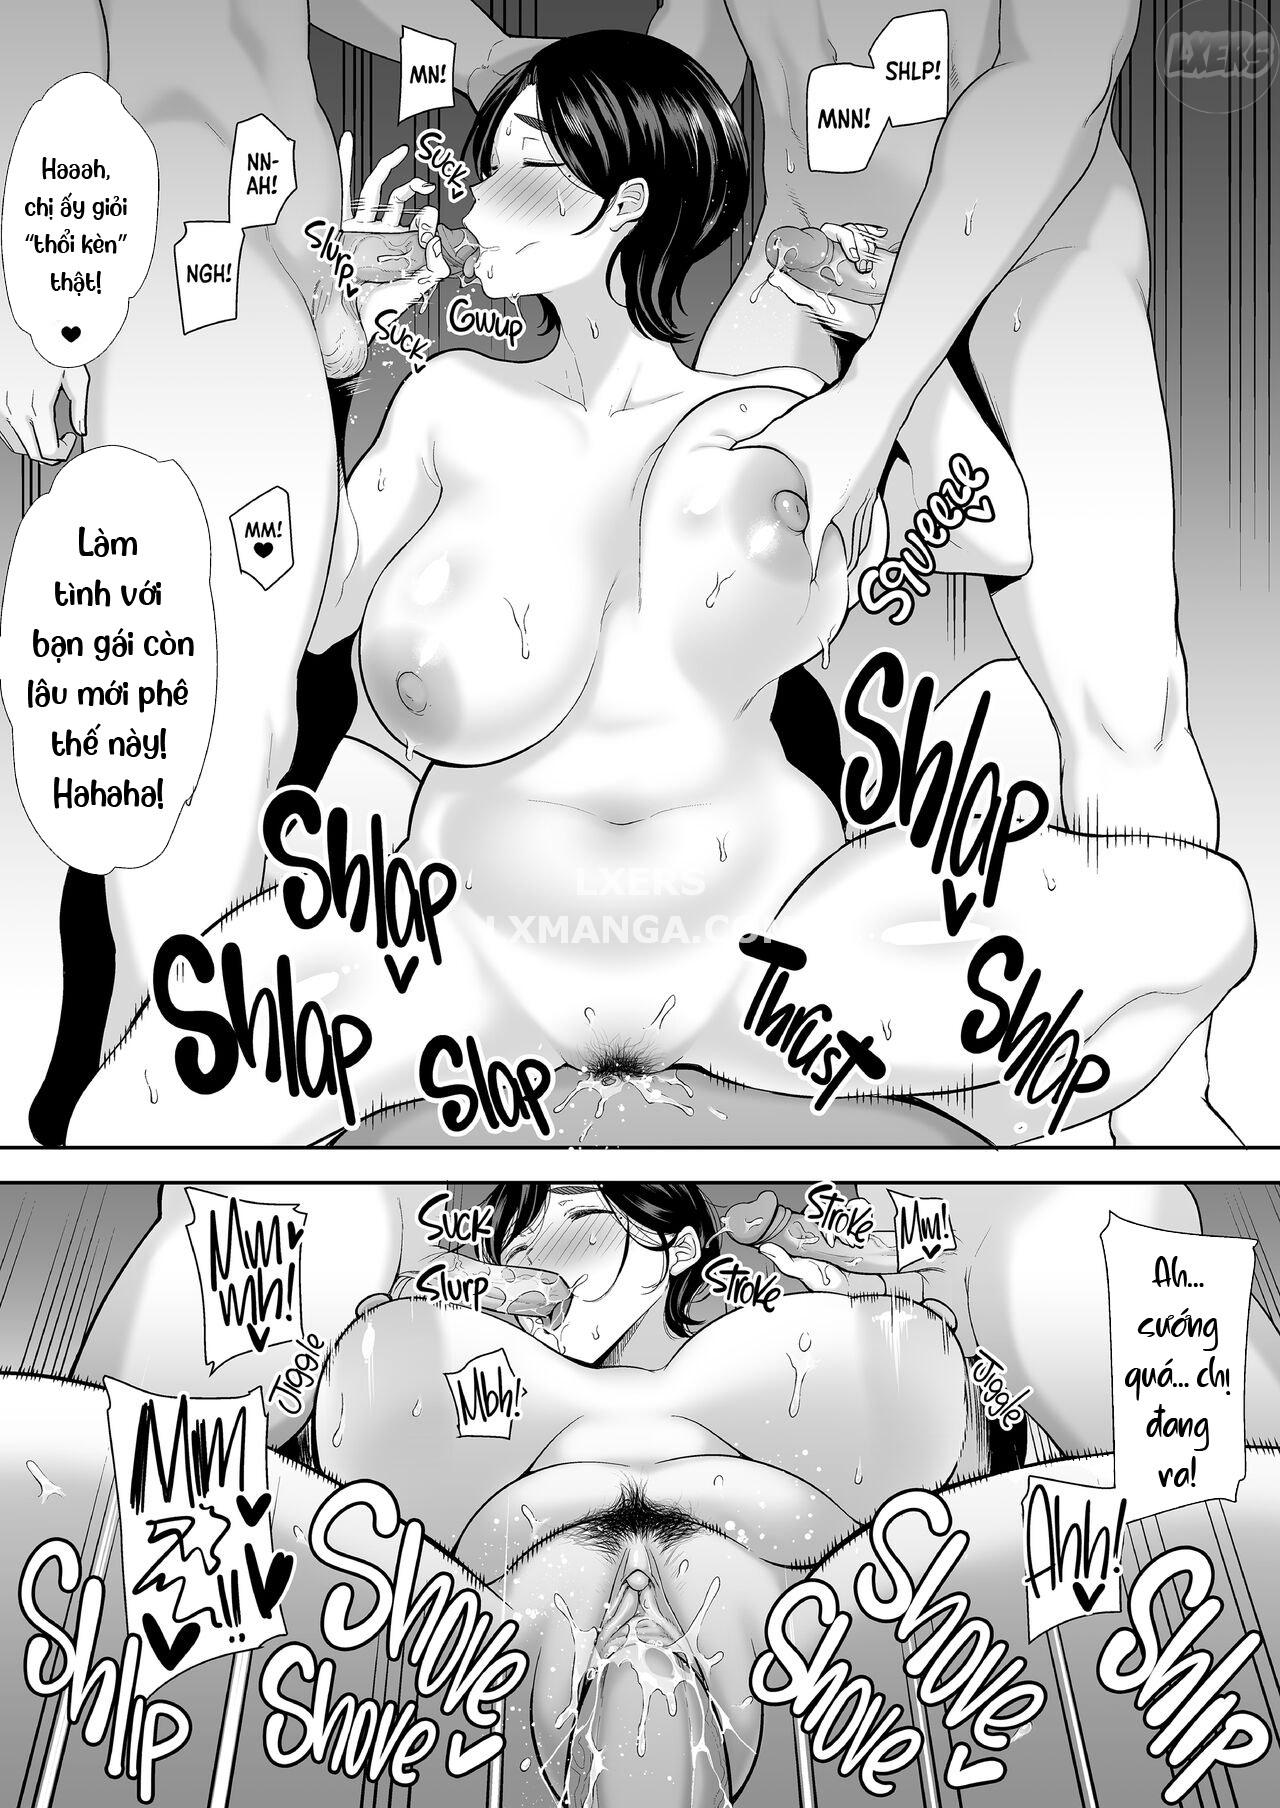 LXERS
MN!
SHLP!
MNN!
Suck
Haaah,
chị ấy giỏi
“thổi kèn”
thật!
NN-
AH!
NGH!
Slurp
Gwup
Suck
Squeeze
MM!
Làm
tình với
bạn gái còn
lâu mới phê
thế này!
Hahaha!
Shlap
Shlap
LXERS
LXMANGA.COM
Shlap
Shlap
Slap
Thrust
Mm
mh!
Suck
Slurp
Stroke
Mm!
Stroke
Ah...
sướng
quá... chị
đang
ra!
Jiggle
Mbh!
Jiggle
Mmm
Ahh!
Shlip
Shove
Shove
Shove
Shove
Shlip